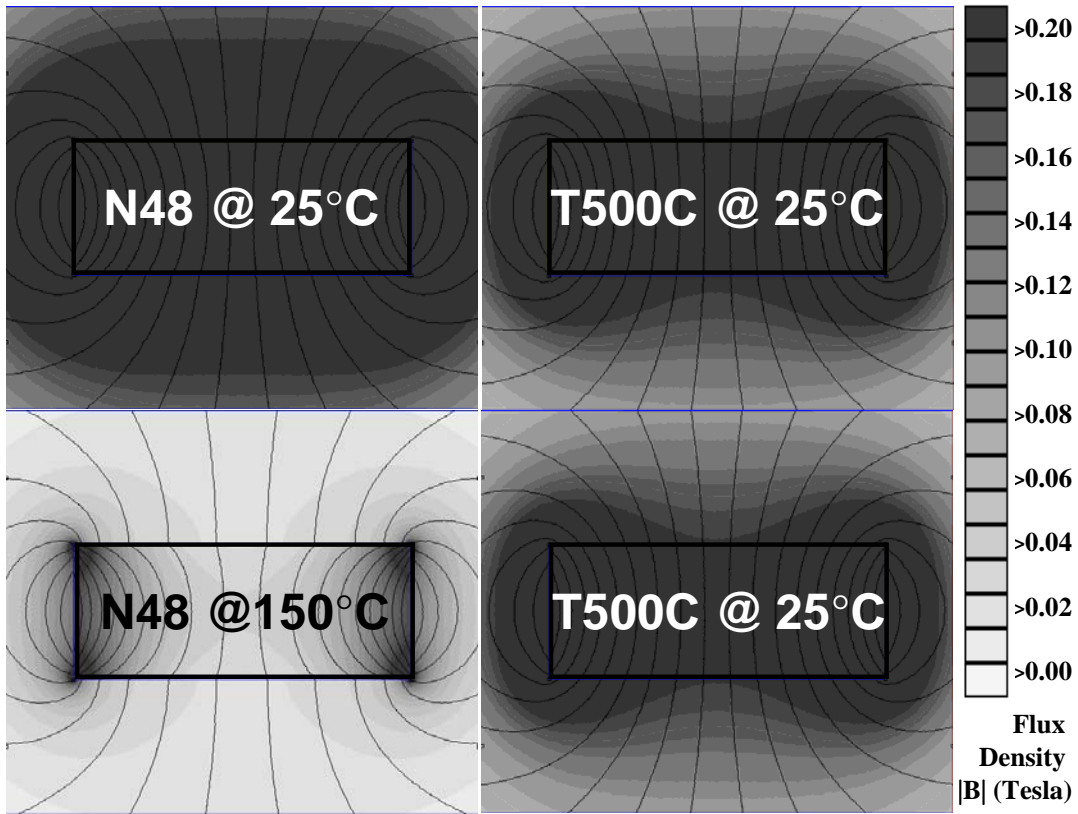 N48 @ 25°C
T500C @ 25°C
N48 @150°C
T500C @ 25°C
>0.20
>0.18
>0.16
>0.14
>0.12
>0.10
>0.08
>0.06
>0.04
>0.02
>0.00
Flux
Density
|B| (Tesla)